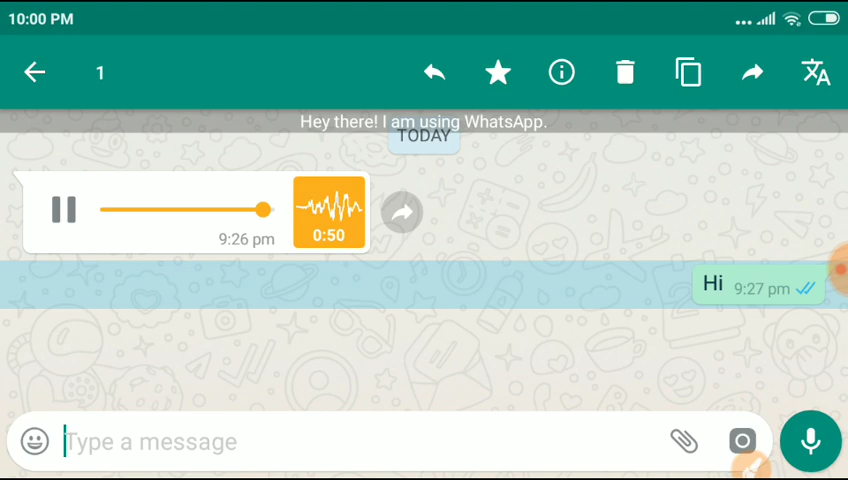 10:00 PM
1
Hey there! I am using WhatsApp.
TODAY
0:50
9:26 pm
Hi 9:27 pm
Type a message